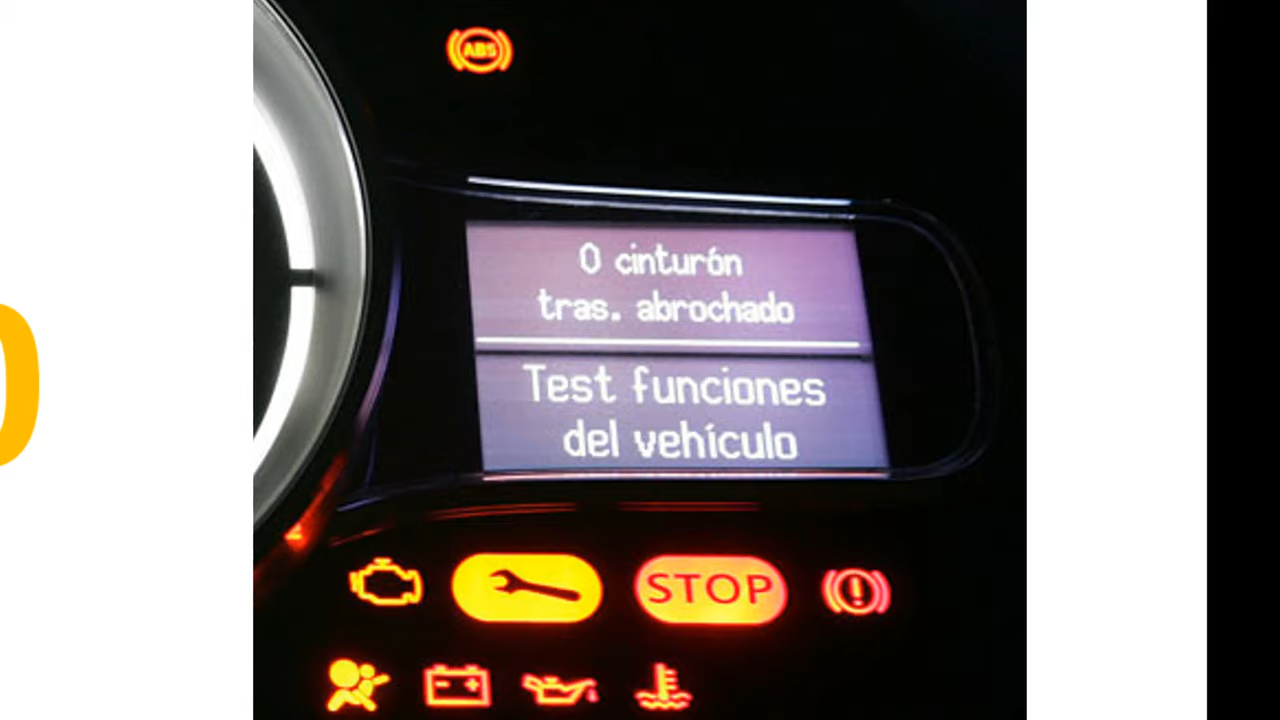 ABS
0 cinturón
tras. abrochado
Test funciones
del vehículo
STOP